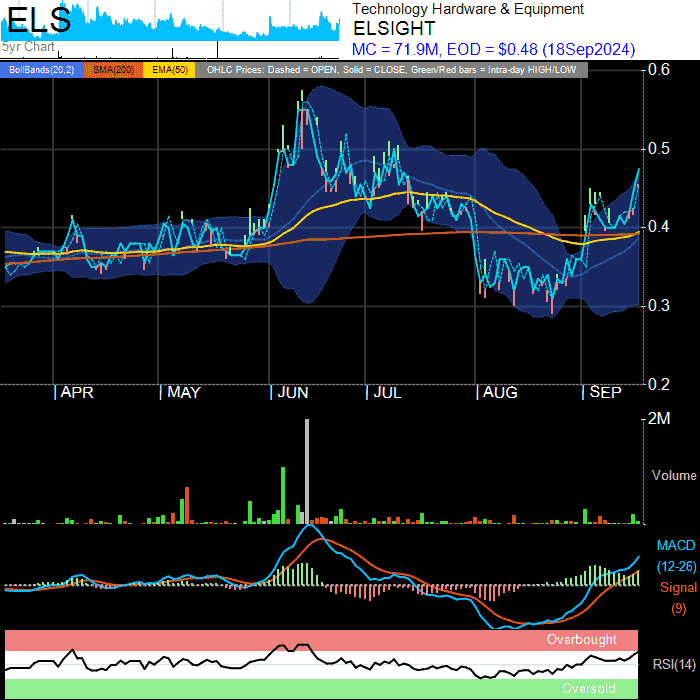 ELS
5yr Chart
Technology Hardware & Equipment
ELSIGHT
MC = 71.9M, EOD = $0.48 (18Sep2024)
BollBands(20,2) SMA(200) EMA(50) OHLC Prices: Dashed = OPEN, Solid = CLOSE, Green/Red bars = Intra-day HIGH/LOW
0.6
0.5
0.4
0.3
0.2
APR MAY JUN JUL AUG SEP
2M
Volume
MACD
(12-26)
Signal
(9)
Overbought
RSI(14)
Oversold